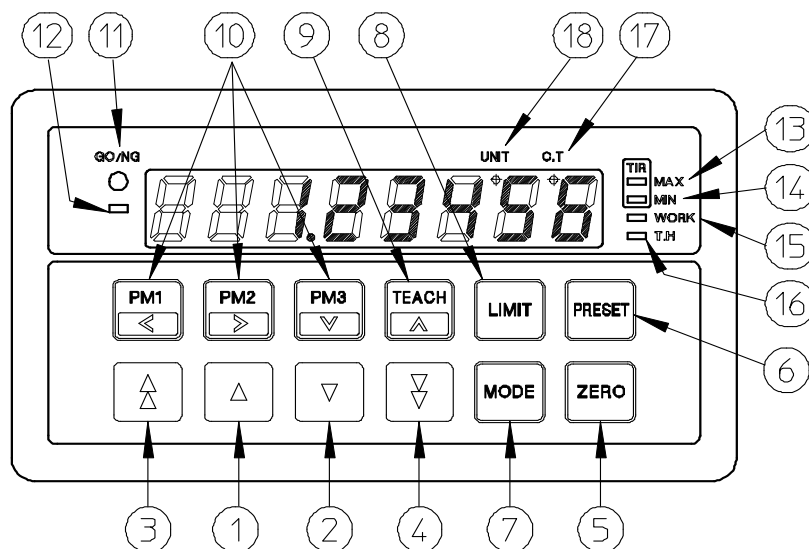 12 11 10 9 8 18 17
GO/NG UNIT C.T
TIR
1.23456
MAX 13
MIN 14
WORK 15
T.H 16
PM1 PM2 PM3 TEACH LIMIT PRESET
6
MODE ZERO
3 1 2 4 7 5